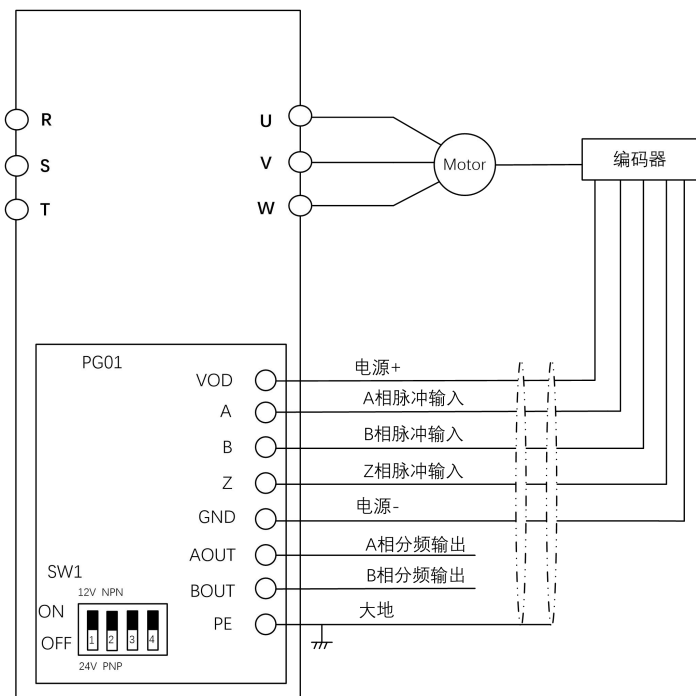 R
U
S
V
Motor
编码器
T
W
PG01
VOD
电源+
A
A相脉冲输入
B
B相脉冲输入
Z
Z相脉冲输入
GND
电源-
AOUT
A相分频输出
BOUT
B相分频输出
PE
大地
SW1
12V NPN
ON
OFF
1 2 3 4
24V PNP